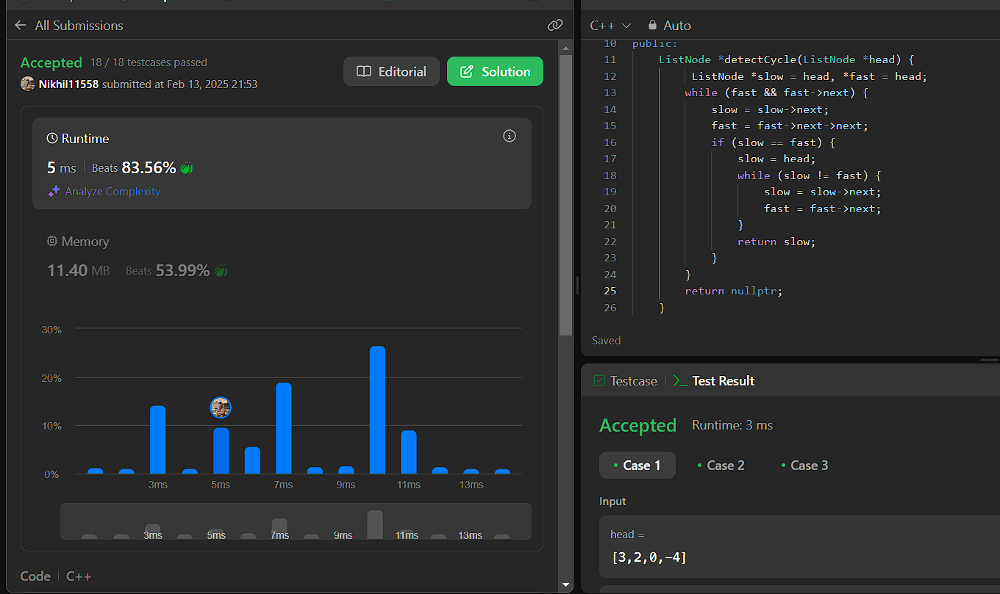 All Submissions
Accepted 18 / 18 testcases passed
Nikhil11558 submitted at Feb 13, 2025 21:53
Editorial
Solution
Runtime
5 ms | Beats 83.56%
Analyze Complexity
Memory
11.40 MB | Beats 53.99%
30%
20%
10%
0%
3ms 5ms 7ms 9ms 11ms 13ms
3ms 5ms 7ms 9ms 11ms 13ms
Code | C++
C++ Auto
10 public:
11 ListNode *detectCycle(ListNode *head) {
12 ListNode *slow = head, *fast = head;
13 while (fast && fast->next) {
14 slow = slow->next;
15 fast = fast->next->next;
16 if (slow == fast) {
17 slow = head;
18 while (slow != fast) {
19 slow = slow->next;
20 fast = fast->next;
21 }
22 return slow;
23 }
24 }
25 return nullptr;
26 }
Saved
Testcase | >_ Test Result
Accepted Runtime: 3 ms
• Case 1 • Case 2 • Case 3
Input
head =
[3,2,0,-4]